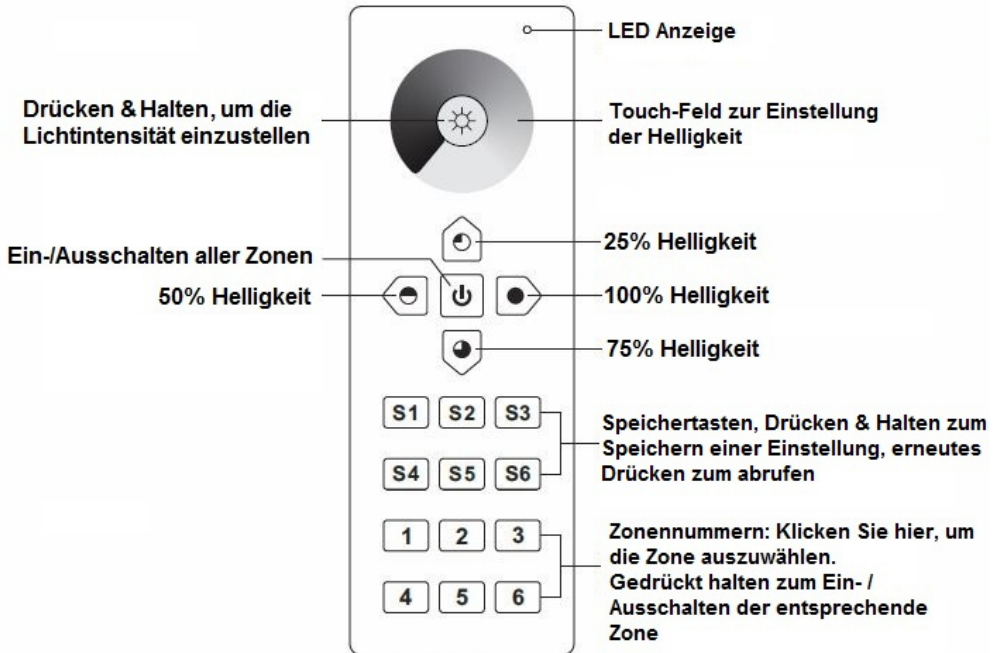 LED Anzeige
Drücken & Halten, um die
Lichtintensität einzustellen
Touch-Feld zur Einstellung
der Helligkeit
25% Helligkeit
Ein-/Ausschalten aller Zonen
50% Helligkeit
100% Helligkeit
75% Helligkeit
S1 S2 S3
Speichertasten, Drücken & Halten zum
Speichern einer Einstellung, erneutes
Drücken zum abrufen
S4 S5 S6
1 2 3
Zonennummern: Klicken Sie hier, um
die Zone auszuwählen.
Gedrückt halten zum Ein- /
Ausschalten der entsprechende
Zone
4 5 6